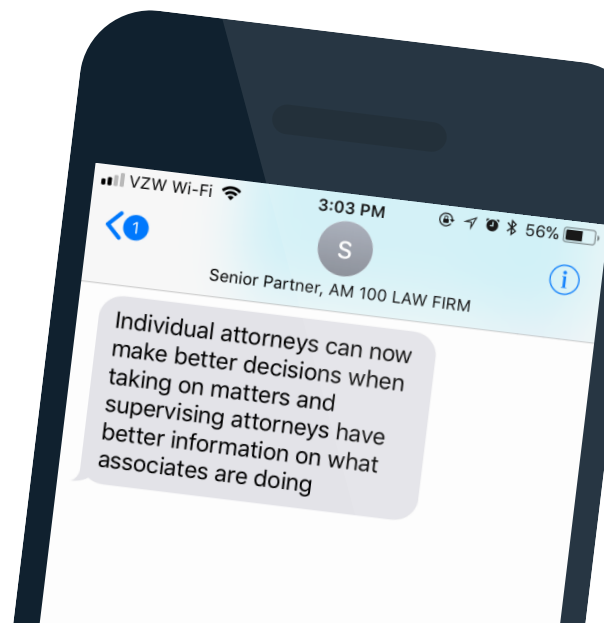 VZW Wi-Fi 3:03 PM 56%
1
S
Senior Partner, AM 100 LAW FIRM
Individual attorneys can now
make better decisions when
taking on matters and
supervising attorneys have
better information on what
associates are doing